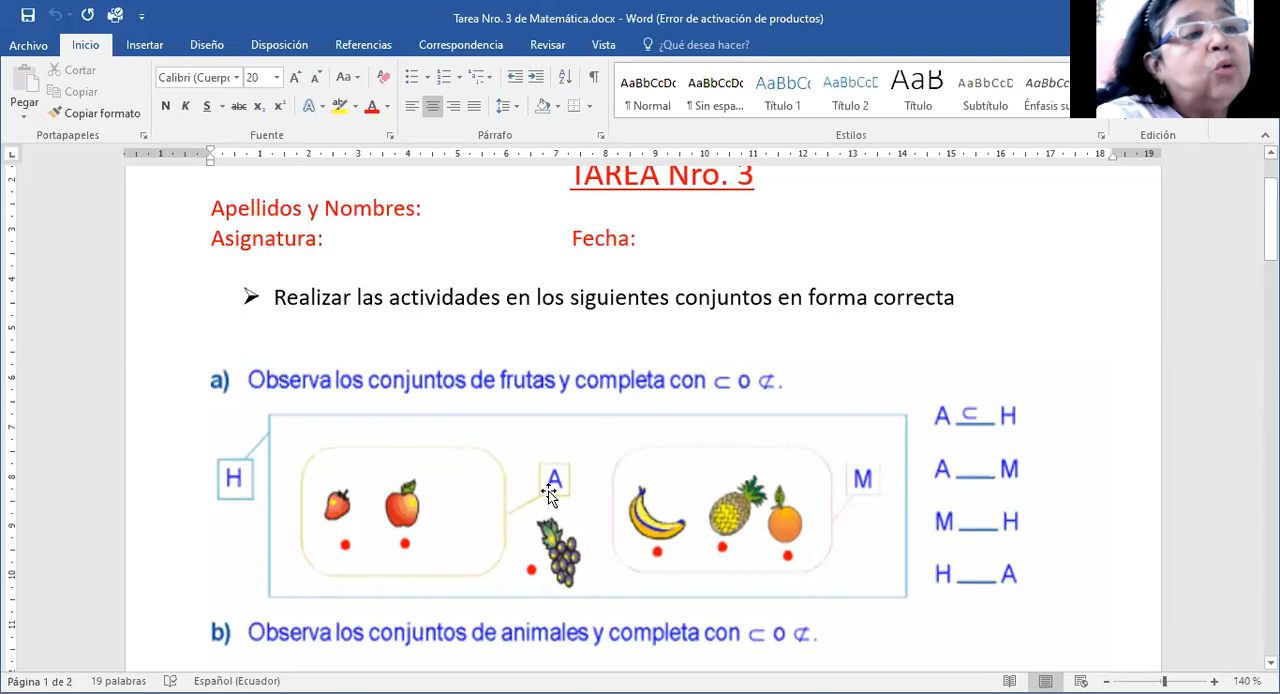 Tarea Nro. 3 de Matemática.docx - Word (Error de activación de productos)
Archivo Inicio Insertar Diseño Disposición Referencias Correspondencia Revisar Vista ¿Qué desea hacer?
Pegar
Cortar
Copiar
Copiar formato
Calibri (Cuerpo 20
N K S abc x₂ x²
AaBbCcDc AaBbCcDc AaBbCc AaBbCcD AaB AaBbCcD AaBbCcDc
¶ Normal ¶ Sin espa... Título 1 Título 2 Título Subtítulo Énfasis su
Portapapeles Fuente Párrafo Estilos Edición
TAREA Nro. 3
Apellidos y Nombres:
Asignatura: Fecha:
➢ Realizar las actividades en los siguientes conjuntos en forma correcta
a) Observa los conjuntos de frutas y completa con ⊂ o ⊄.
H
A
M
A ⊂ H
A ___ M
M ___ H
H ___ A
b) Observa los conjuntos de animales y completa con ⊂ o ⊄.
Página 1 de 2 19 palabras Español (Ecuador) 140 %